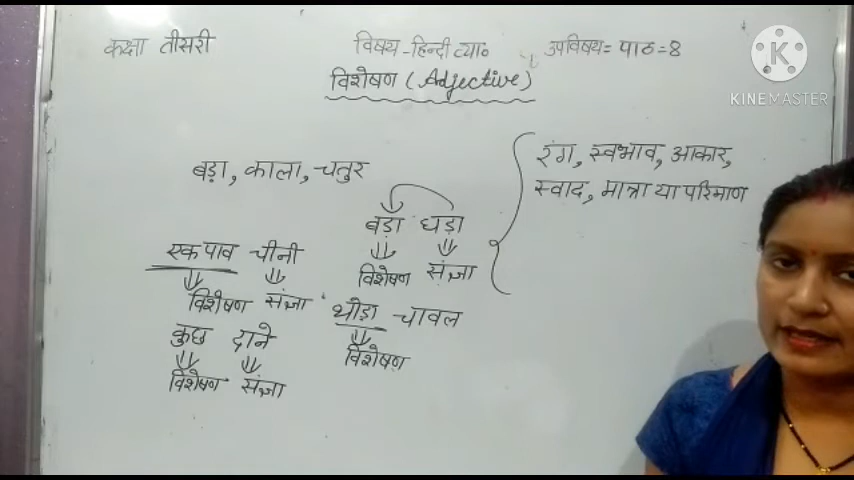 कक्षा तीसरी
विषय-हिन्दी व्या०
उपविषय= पाठ=8
विशेषण (Adjective)
बड़ा, काला, चतुर
रंग, स्वभाव, आकार,
स्वाद, मात्रा या परिमाण
बड़ा घड़ा
विशेषण संज्ञा
एक पाव चीनी
विशेषण संज्ञा
थोड़ा चावल
विशेषण
कुछ दाने
विशेषण संज्ञा
K
KINEMASTER